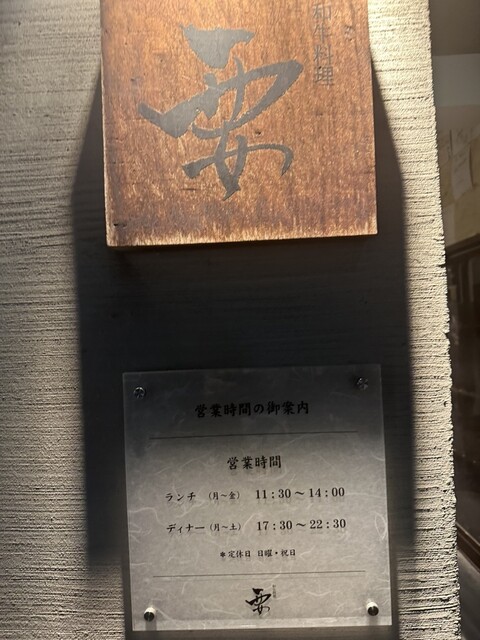 和牛料理
要
営業時間の御案内
営業時間
ランチ (月～金) 11:30～14:00
ディナー (月～土) 17:30～22:30
※定休日 日曜・祝日
要